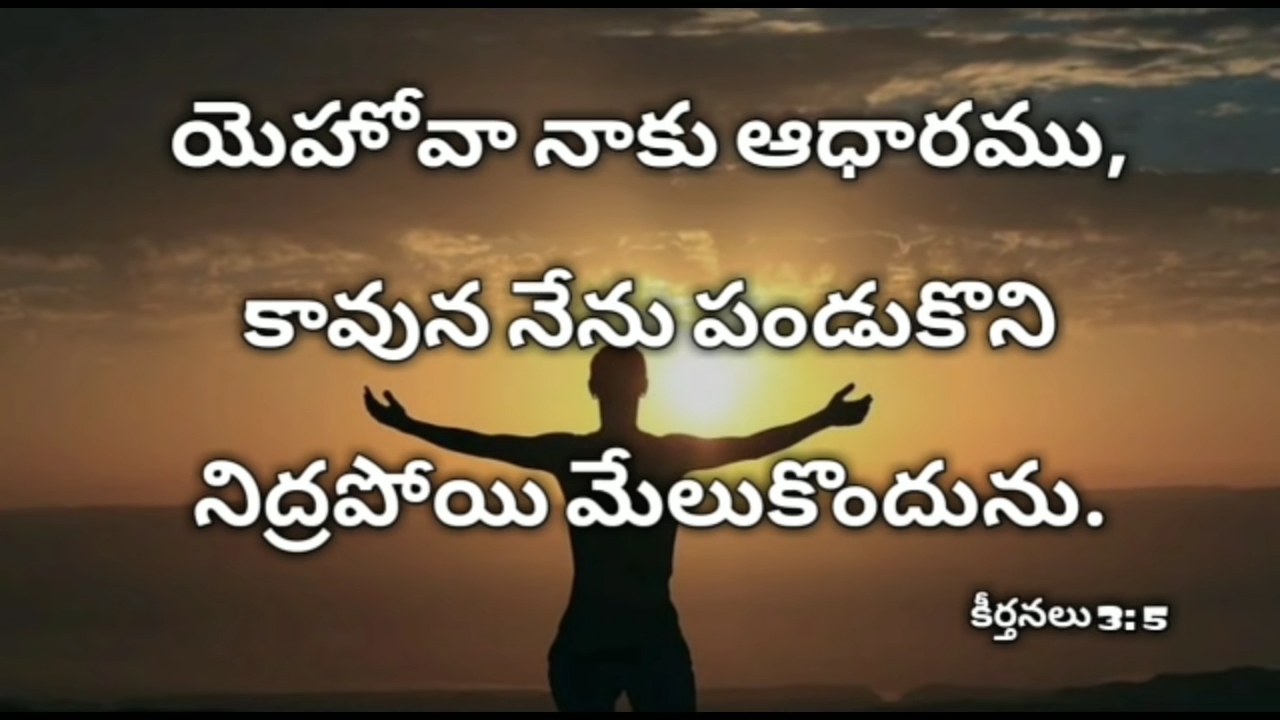 యెహోవా నాకు ఆధారము,
కావున నేను పండుకొని
నిద్రపోయి మేలుకొందును.
కీర్తనలు 3: 5